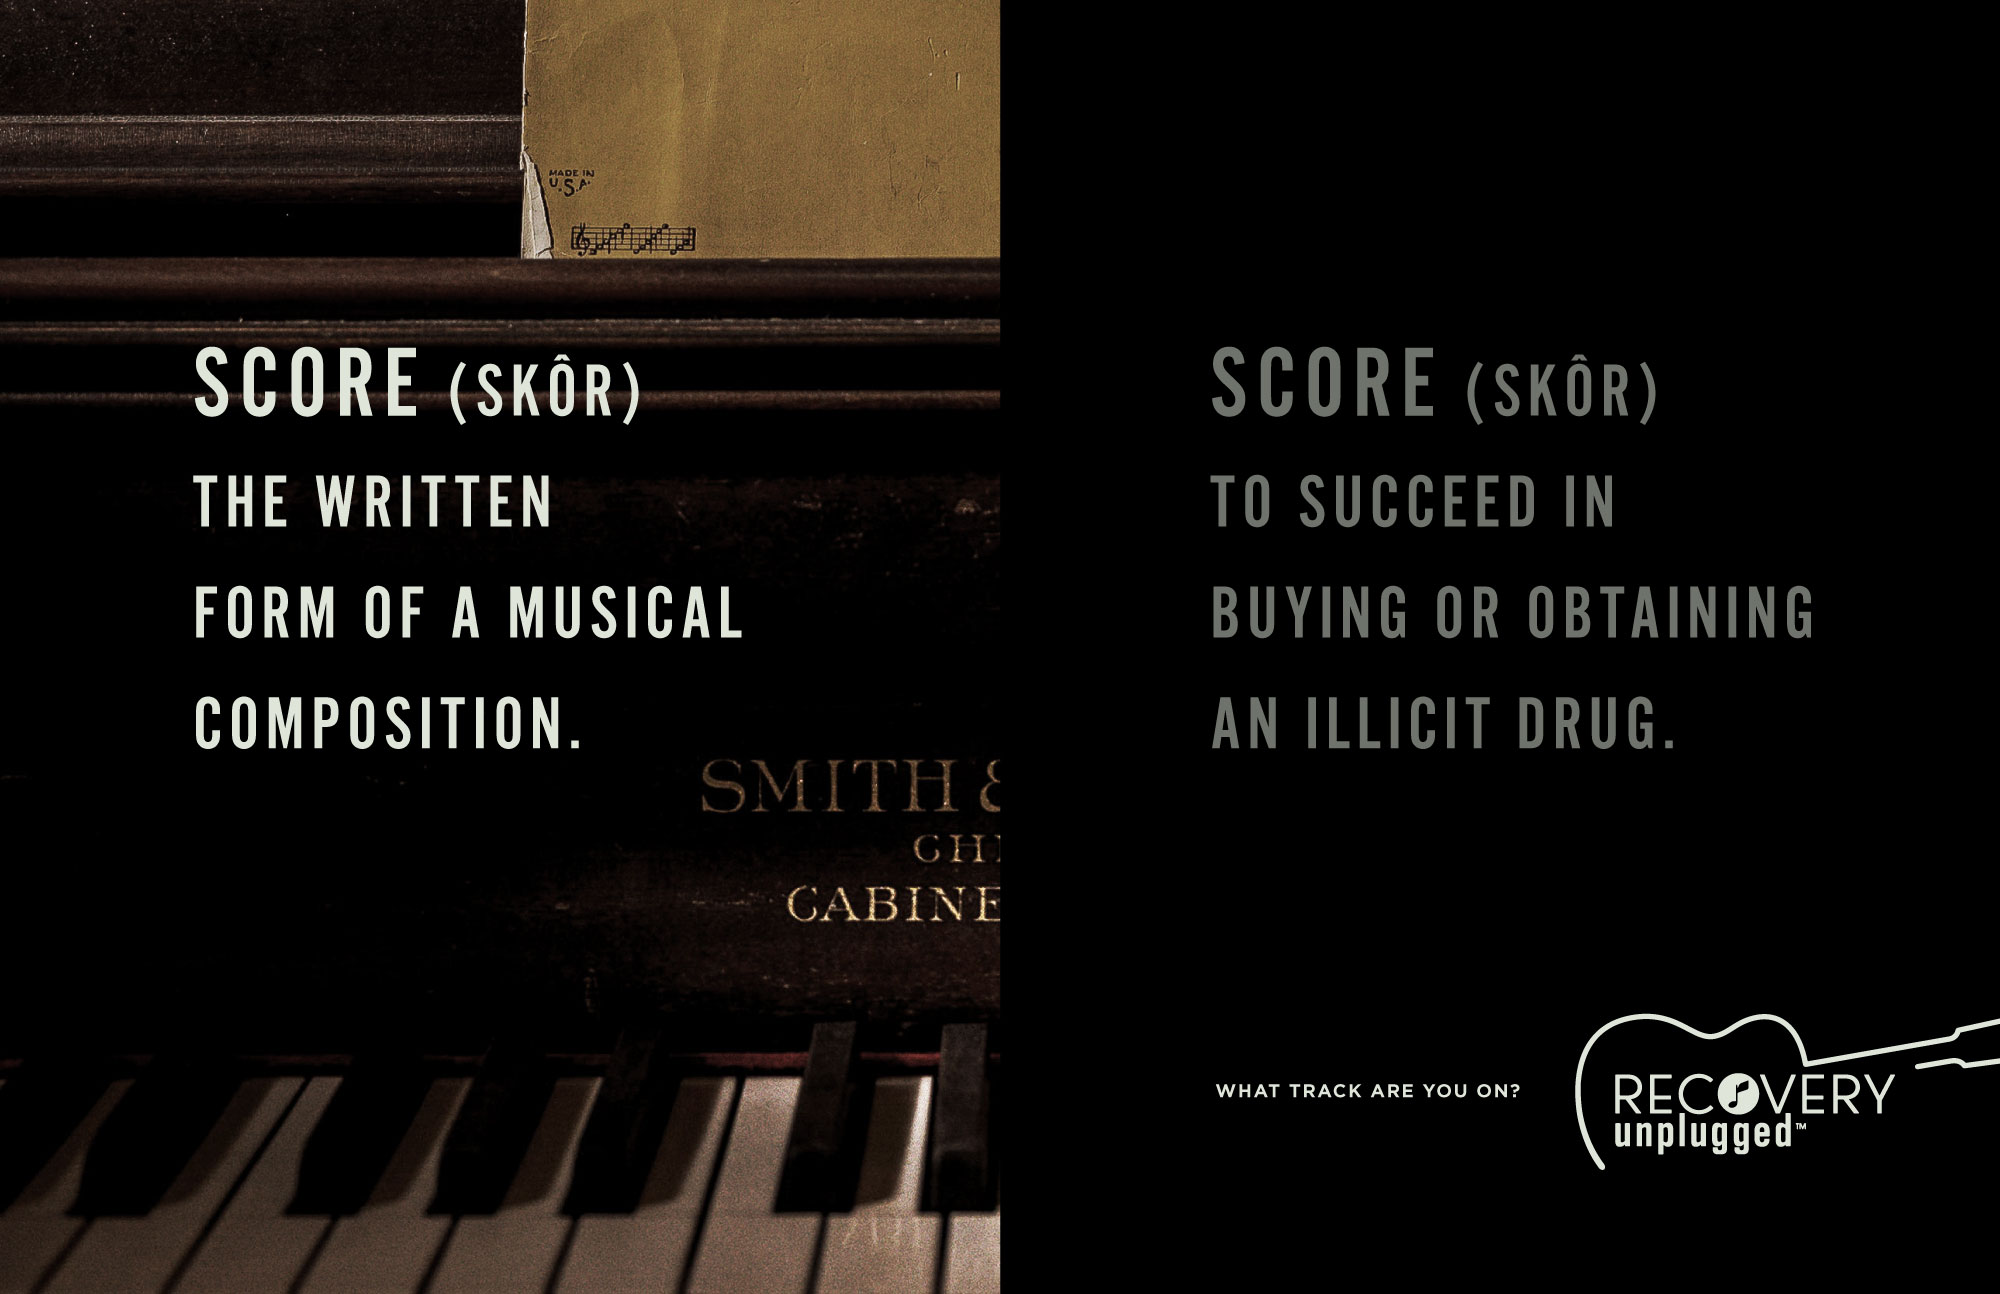 MADE IN
U.S.A.
SCORE (SKÔR)
THE WRITTEN
FORM OF A MUSICAL
COMPOSITION.
SMITH &
CABINE
SCORE (SKÔR)
TO SUCCEED IN
BUYING OR OBTAINING
AN ILLICIT DRUG.
WHAT TRACK ARE YOU ON?
RECOVERY
unplugged™